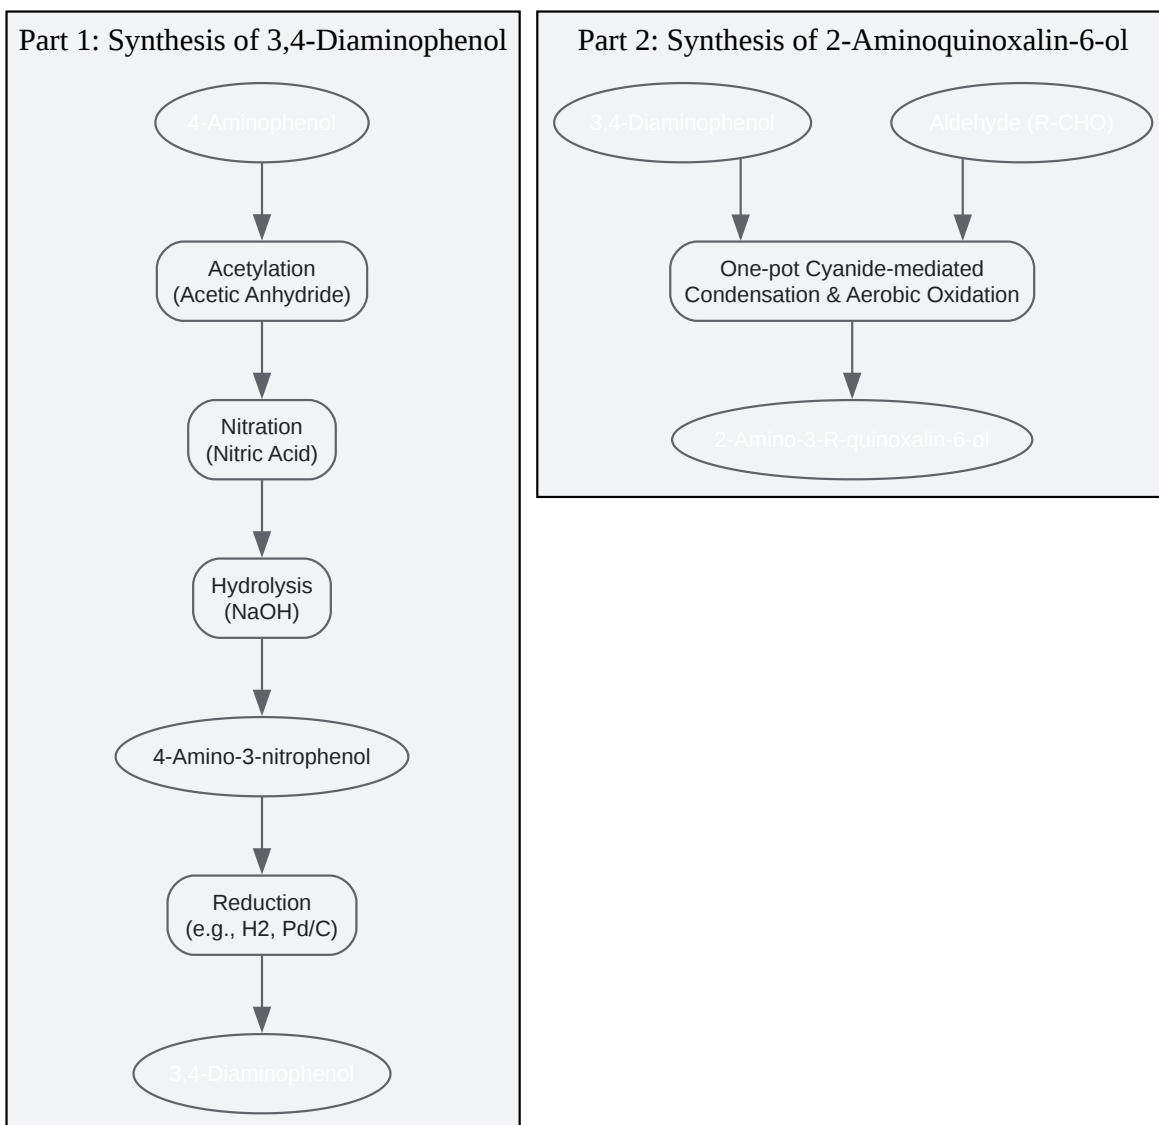 Part 1: Synthesis of 3,4-Diaminophenol
4-Aminophenol
Acetylation
(Acetic Anhydride)
Nitration
(Nitric Acid)
Hydrolysis
(NaOH)
4-Amino-3-nitrophenol
Reduction
(e.g., H2, Pd/C)
3,4-Diaminophenol
Part 2: Synthesis of 2-Aminoquinoxalin-6-ol
3,4-Diaminophenol
Aldehyde (R-CHO)
One-pot Cyanide-mediated
Condensation & Aerobic Oxidation
2-Amino-3-R-quinoxalin-6-ol